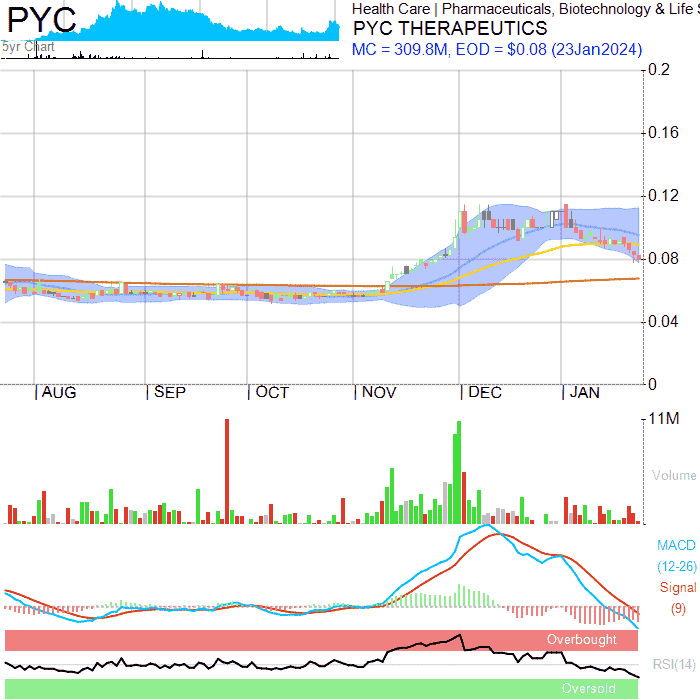 PYC
5yr Chart
Health Care | Pharmaceuticals, Biotechnology & Life S
PYC THERAPEUTICS
MC = 309.8M, EOD = $0.08 (23Jan2024)
0.2
0.16
0.12
0.08
0.04
0
AUG SEP OCT NOV DEC JAN
11M
Volume
MACD
(12-26)
Signal
(9)
Overbought
RSI(14)
Oversold